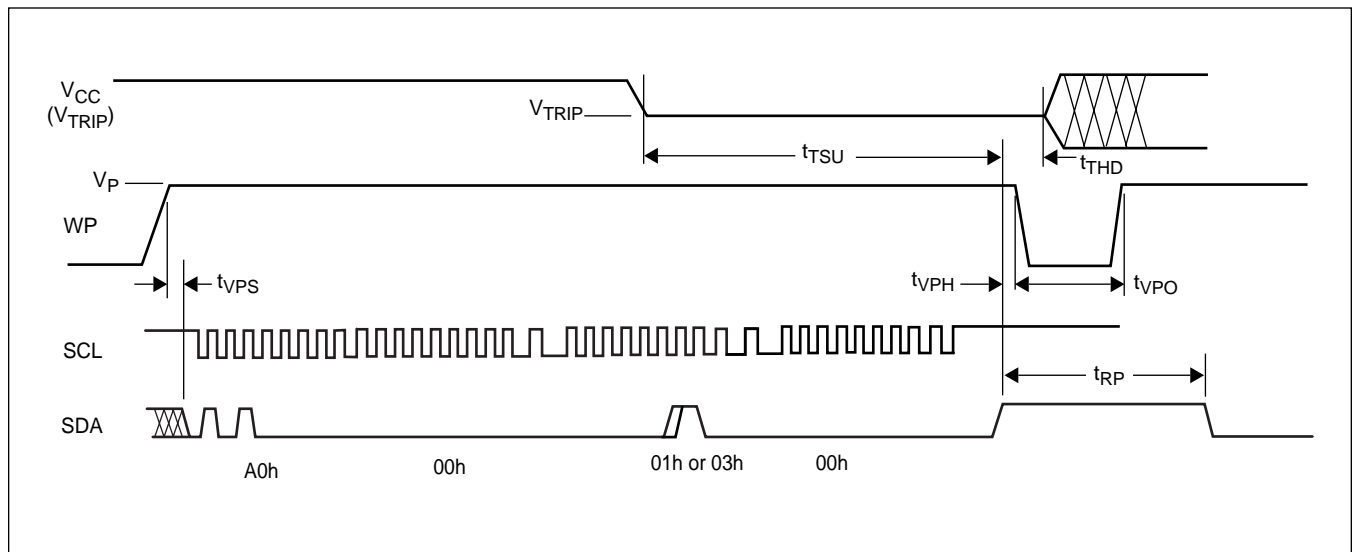 VCC
(VTRIP)
VTRIP
tTSU
tTHD
VP
WP
tVPS
tVPH
tVPO
SCL
tRP
SDA
A0h
00h
01h or 03h
00h